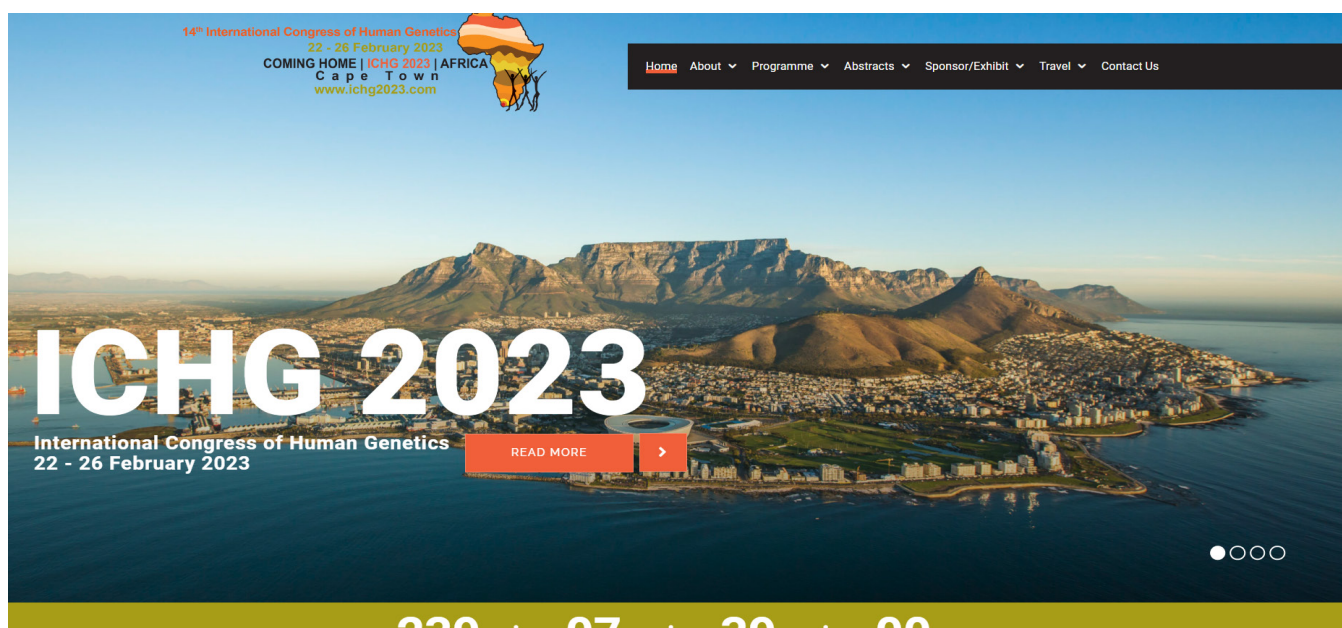 14th International Congress of Human Genetics
22 - 26 February 2023
COMING HOME | ICHG 2023 | AFRICA
Cape Town
www.ichg2023.com
Home About Programme Abstracts Sponsor/Exhibit Travel Contact Us
ICHG 2023
International Congress of Human Genetics
22 - 26 February 2023
READ MORE